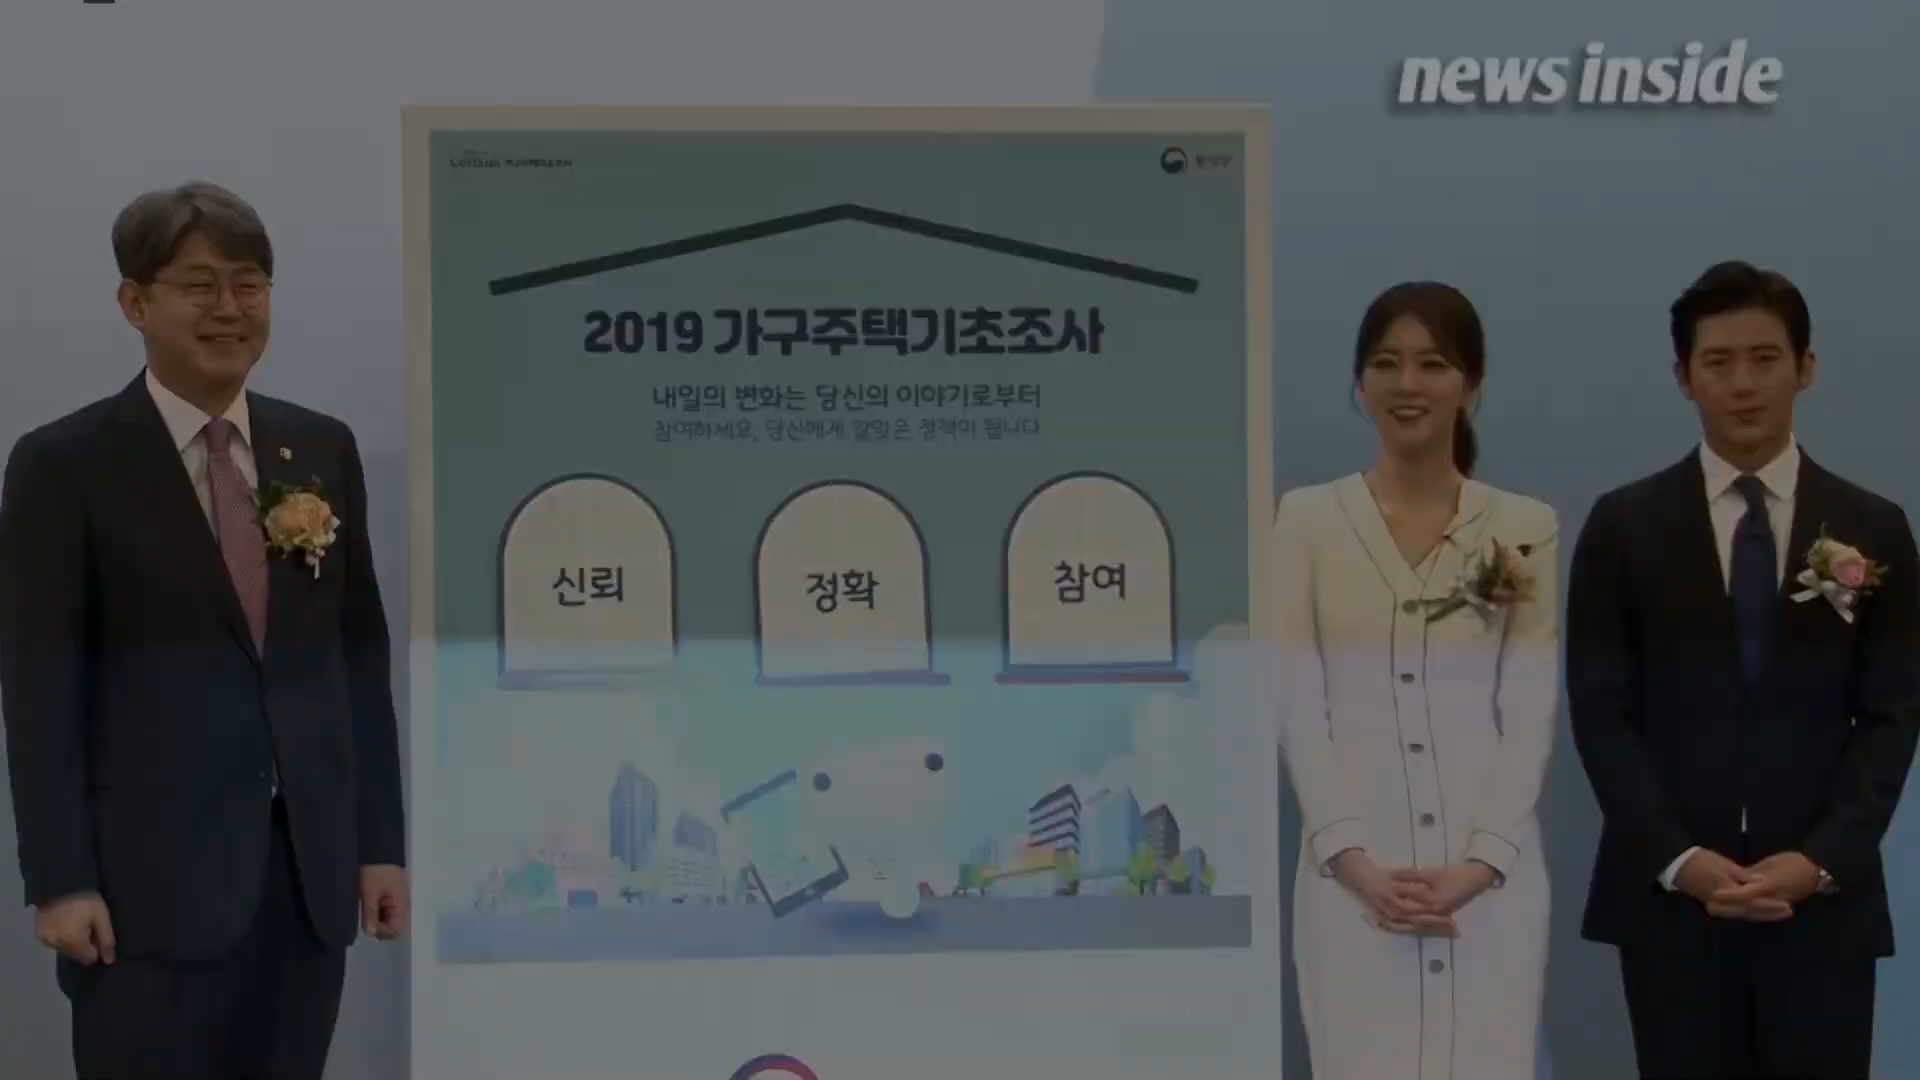 news inside
2019 가구주택기초조사
내일의 변화는 당신의 이야기로부터
참여하세요, 당신에게 알맞은 정책이 됩니다
신뢰
정확
참여